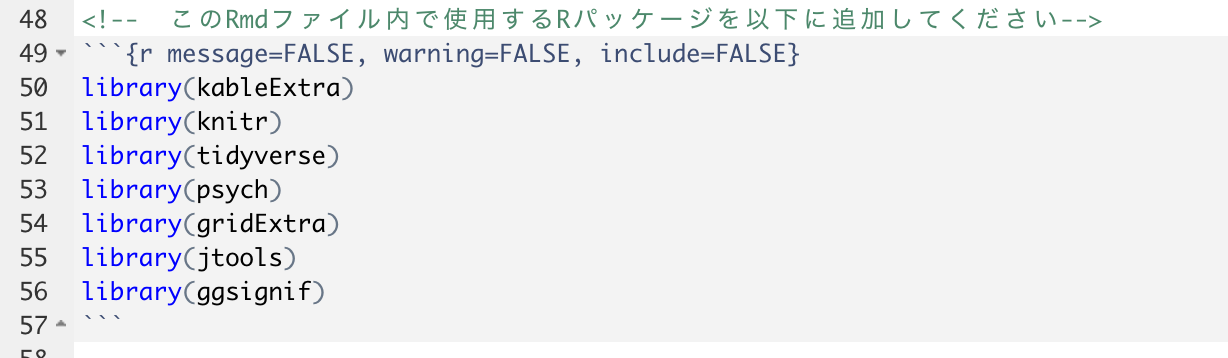 48 <!--　このRmdファイル内で使用するRパッケージを以下に追加してください-->
49 ```{r message=FALSE, warning=FALSE, include=FALSE}
50 library(kableExtra)
51 library(knitr)
52 library(tidyverse)
53 library(psych)
54 library(gridExtra)
55 library(jtools)
56 library(ggsignif)
57 ```
58